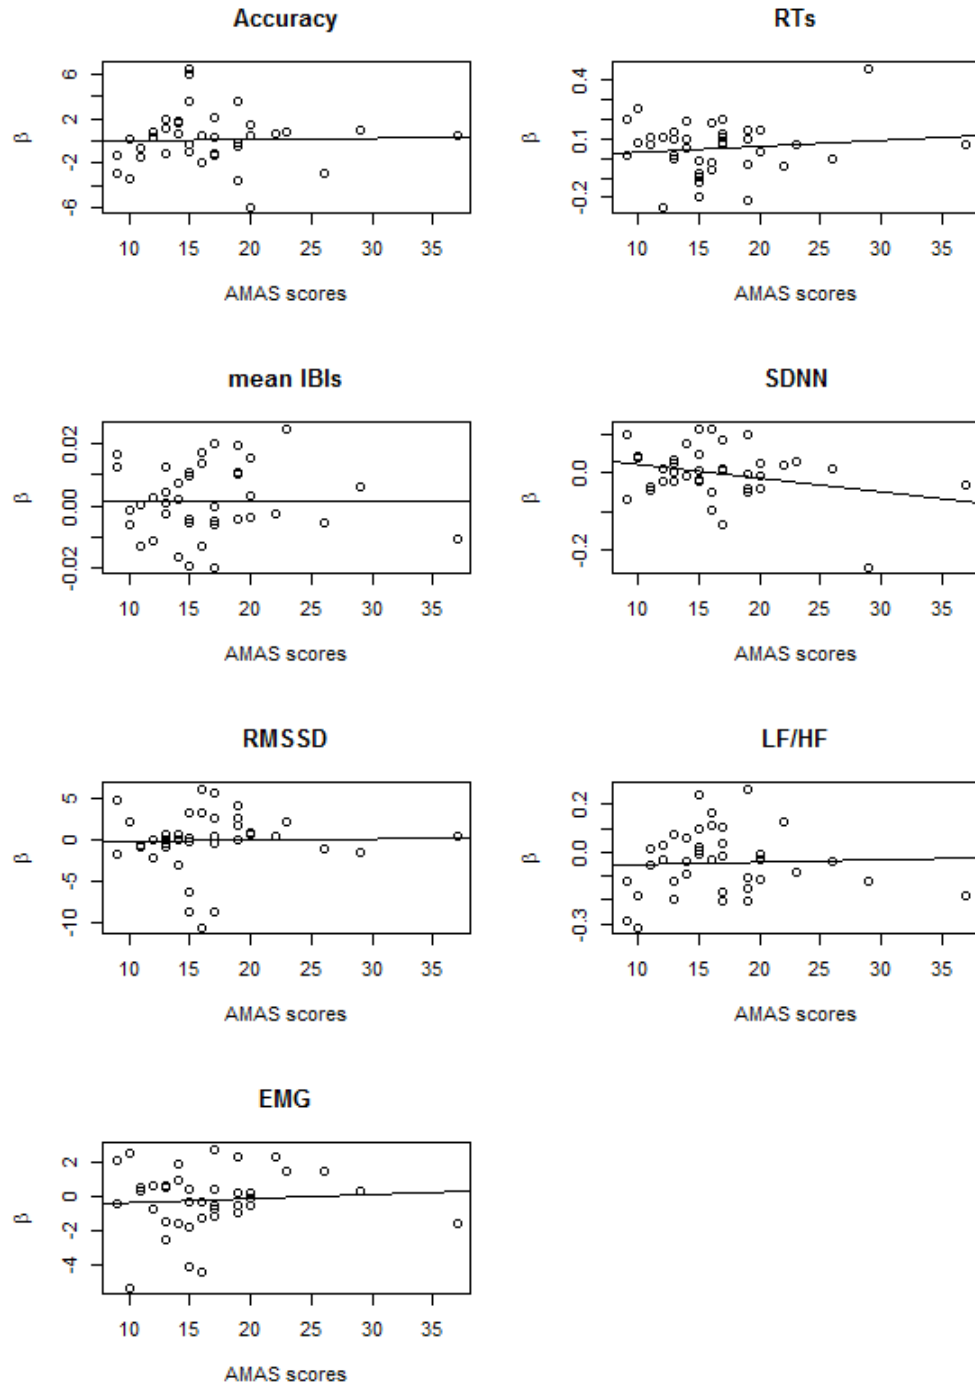 Accuracy
β
6
2
-2
-6
10 15 20 25 30 35
AMAS scores
RTs
β
0.4
0.1
-0.2
10 15 20 25 30 35
AMAS scores
mean IBIs
β
0.02
0.00
-0.02
10 15 20 25 30 35
AMAS scores
SDNN
β
0.0
-0.2
10 15 20 25 30 35
AMAS scores
RMSSD
β
5
0
-5
-10
10 15 20 25 30 35
AMAS scores
LF/HF
β
0.2
0.0
-0.3
10 15 20 25 30 35
AMAS scores
EMG
β
2
0
-2
-4
10 15 20 25 30 35
AMAS scores